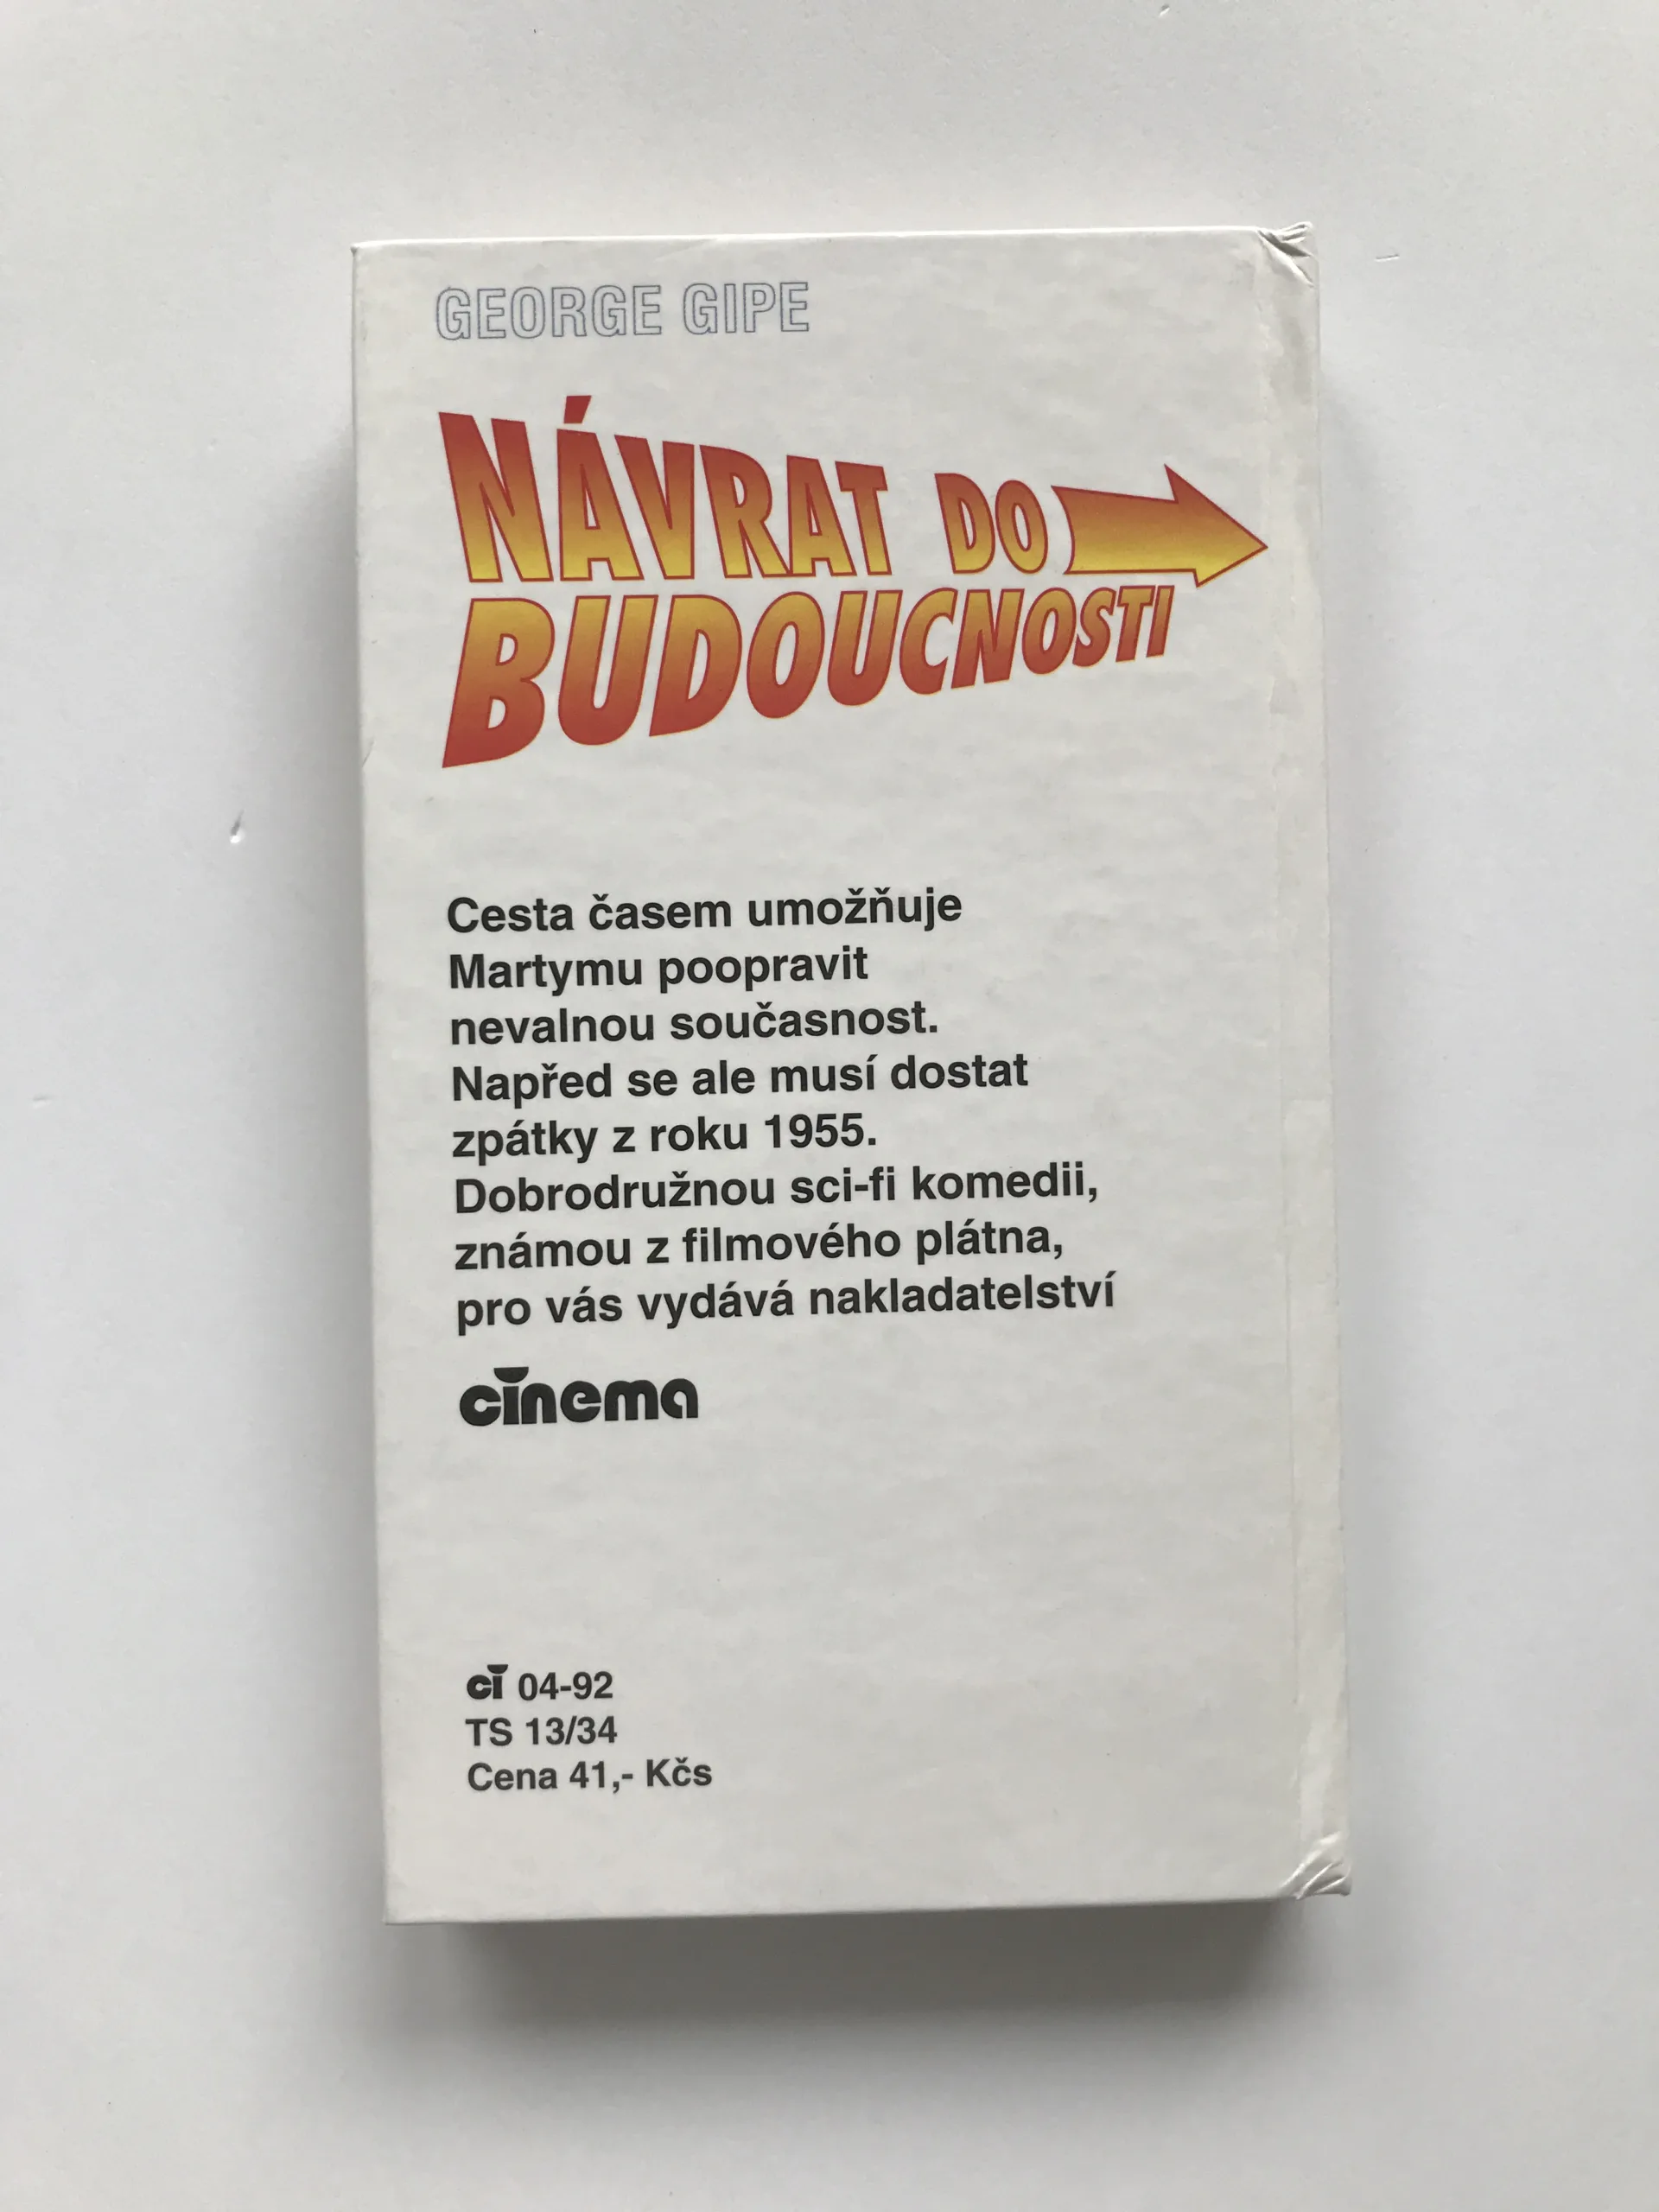 GEORGE GIPE
NÁVRAT DO
BUDOUCNOSTI
Cesta časem umožňuje
Martymu poopravit
nevalnou současnost.
Napřed se ale musí dostat
zpátky z roku 1955.
Dobrodružnou sci-fi komedii,
známou z filmového plátna,
pro vás vydává nakladatelství
cinema
ci 04-92
TS 13/34
Cena 41,- Kčs